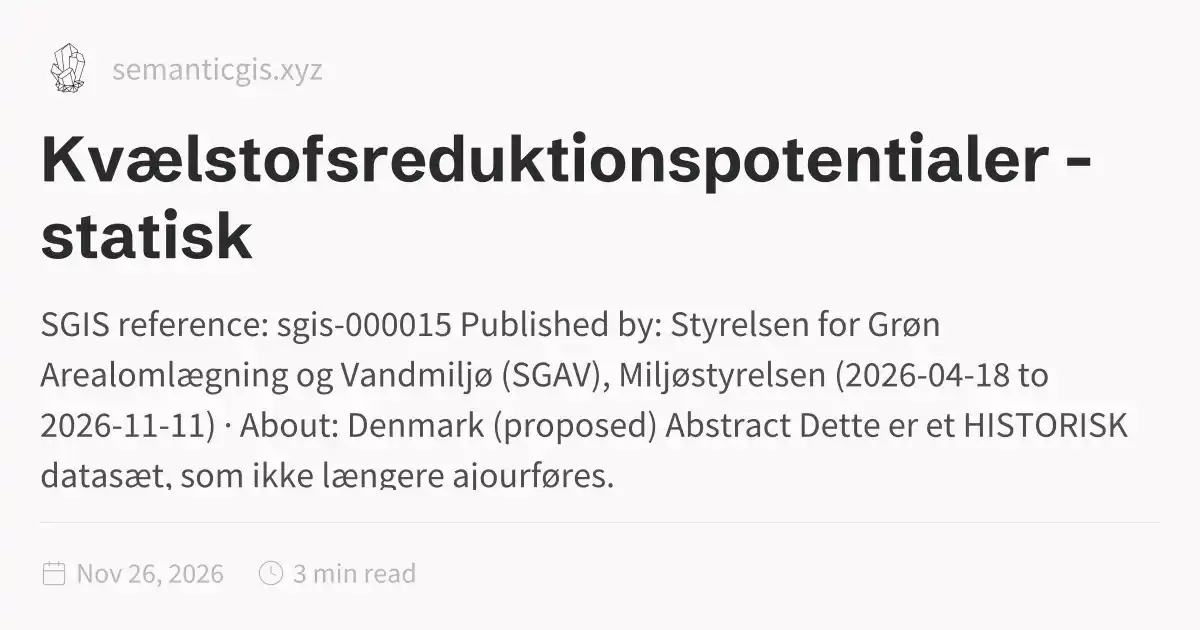 semanticgis.xyz
Kvælstofsreduktionspotentialer -
statisk
SGIS reference: sgis-000015 Published by: Styrelsen for Grøn
Arealomlægning og Vandmiljø (SGAV), Miljøstyrelsen (2026-04-18 to
2026-11-11) · About: Denmark (proposed) Abstract Dette er et HISTORISK
datasæt, som ikke længere ajourføres.
Nov 26, 2026 3 min read